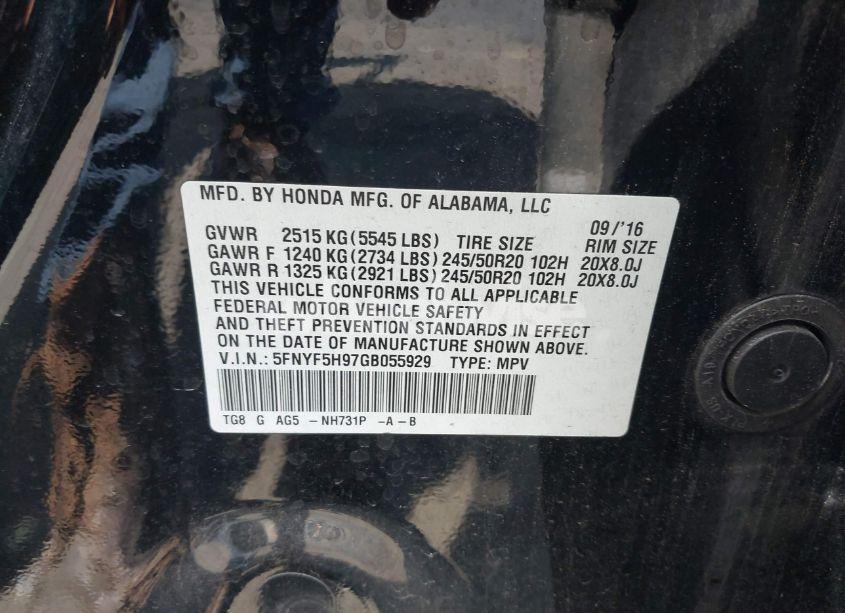 MFD. BY HONDA MFG. OF ALABAMA, LLC
09/'16
GVWR 2515 KG(5545 LBS) TIRE SIZE RIM SIZE
GAWR F 1240 KG(2734 LBS) 245/50R20 102H 20X8.0J
GAWR R 1325 KG(2921 LBS) 245/50R20 102H 20X8.0J
THIS VEHICLE CONFORMS TO ALL APPLICABLE
FEDERAL MOTOR VEHICLE SAFETY
AND THEFT PREVENTION STANDARDS IN EFFECT
ON THE DATE OF MANUFACTURE SHOWN ABOVE.
V.I.N.: 5FNYF5H97GB055929 TYPE: MPV
TG8 G AG5 -NH731P -A-B